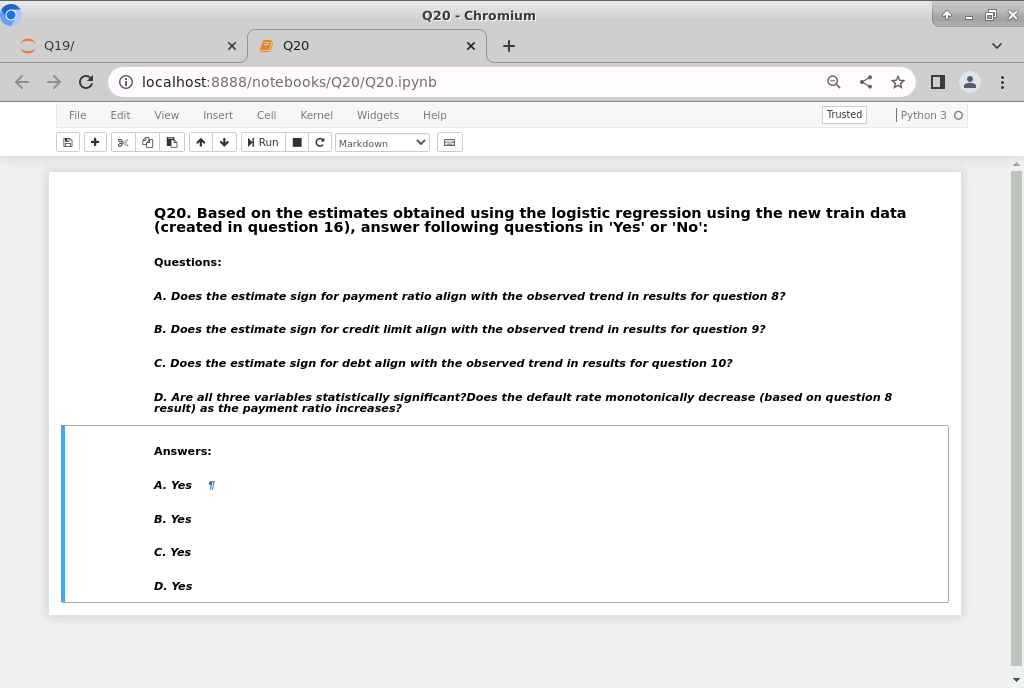 Q20 - Chromium
Q19/
Q20
localhost:8888/notebooks/Q20/Q20.ipynb
File Edit View Insert Cell Kernel Widgets Help
Trusted
Python 3
Run
Markdown
Q20. Based on the estimates obtained using the logistic regression using the new train data
(created in question 16), answer following questions in 'Yes' or 'No':
Questions:
A. Does the estimate sign for payment ratio align with the observed trend in results for question 8?
B. Does the estimate sign for credit limit align with the observed trend in results for question 9?
C. Does the estimate sign for debt align with the observed trend in results for question 10?
D. Are all three variables statistically significant?Does the default rate monotonically decrease (based on question 8
result) as the payment ratio increases?
Answers:
A. Yes ¶
B. Yes
C. Yes
D. Yes